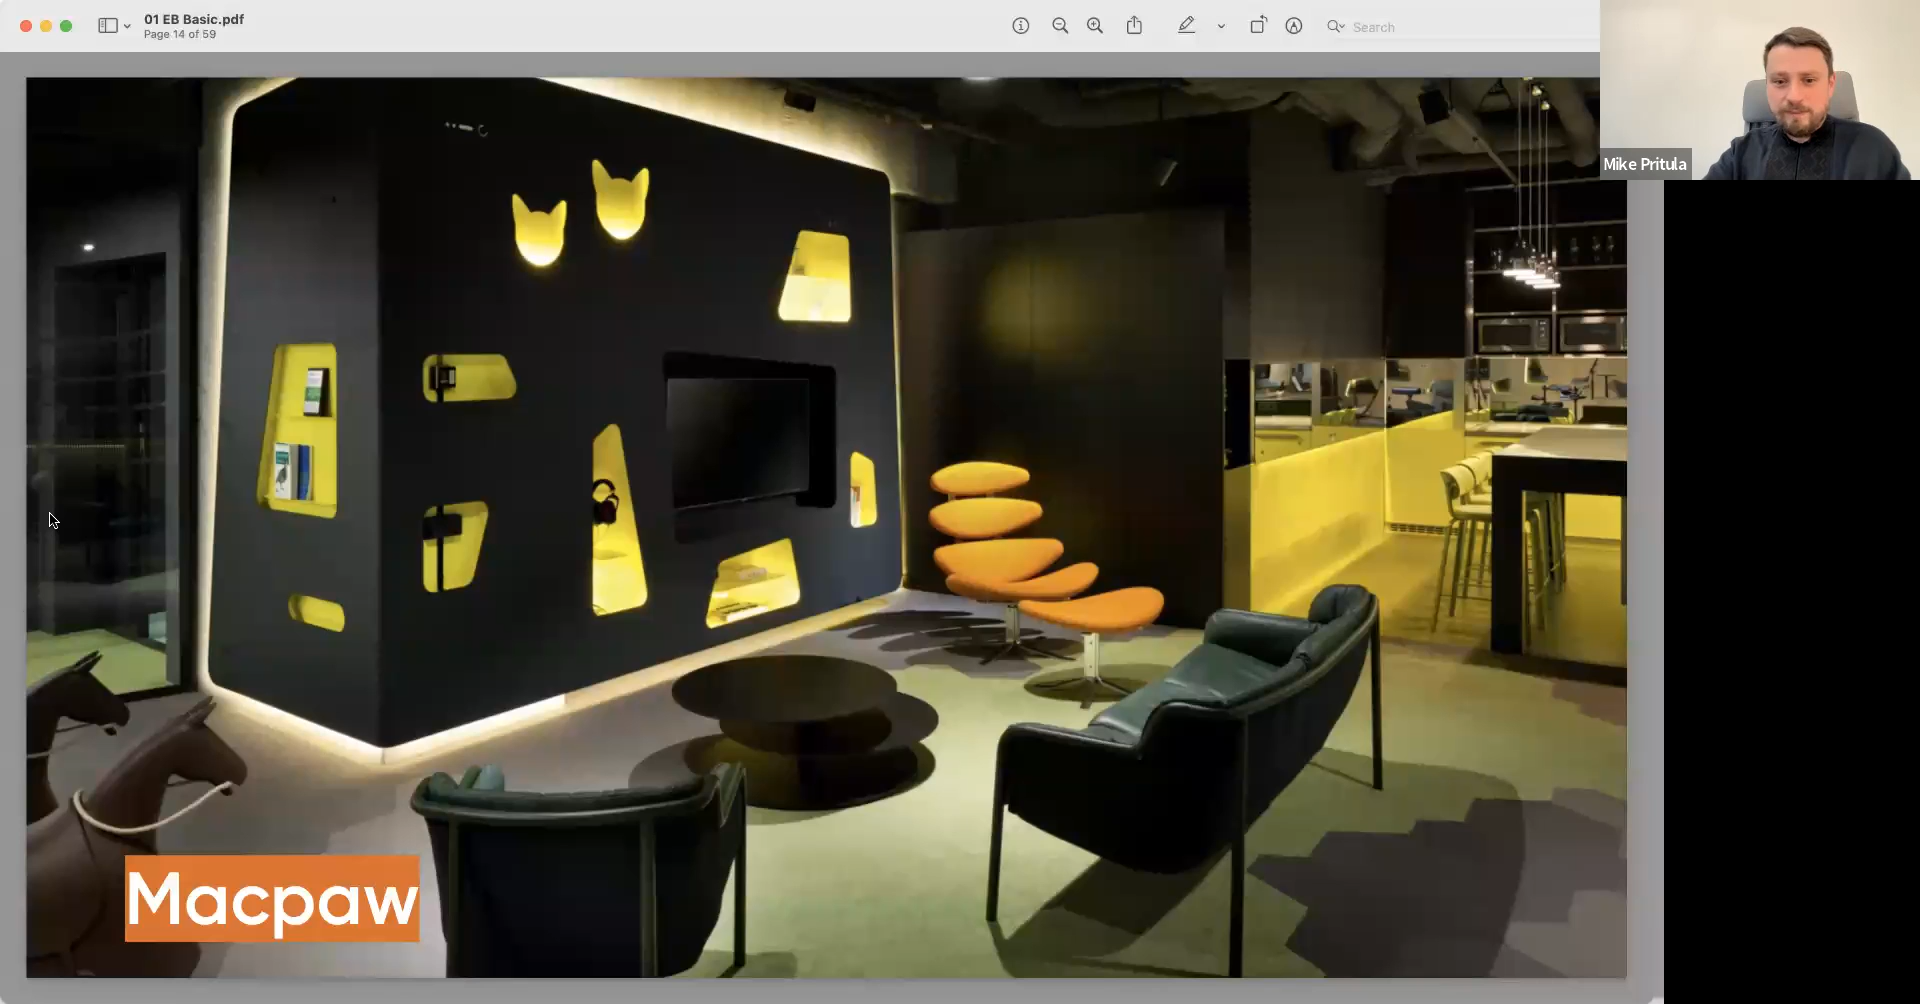 01 EB Basic.pdf
Page 14 of 59
Search
Mike Pritula
Macpaw